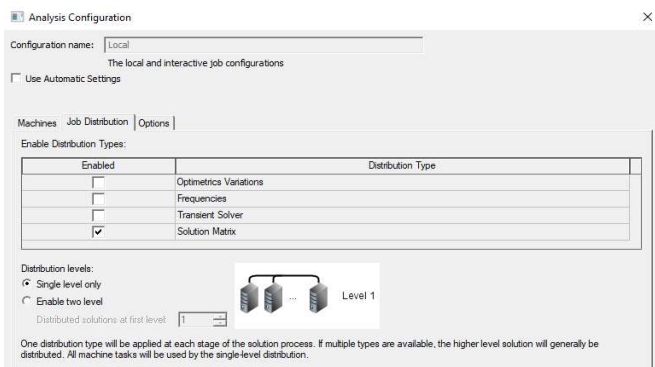 Analysis Configuration
Configuration name: Local
The local and interactive job configurations
Use Automatic Settings
Machines Job Distribution Options
Enable Distribution Types:
Enabled Distribution Type
Optimetrics Variations
Frequencies
Transient Solver
Solution Matrix
Distribution levels:
Single level only
Enable two level
Distributed solutions at first level: 1
... Level 1
One distribution type will be applied at each stage of the solution process. If multiple types are available, the higher level solution will generally be
distributed. All machine tasks will be used by the single-level distribution.